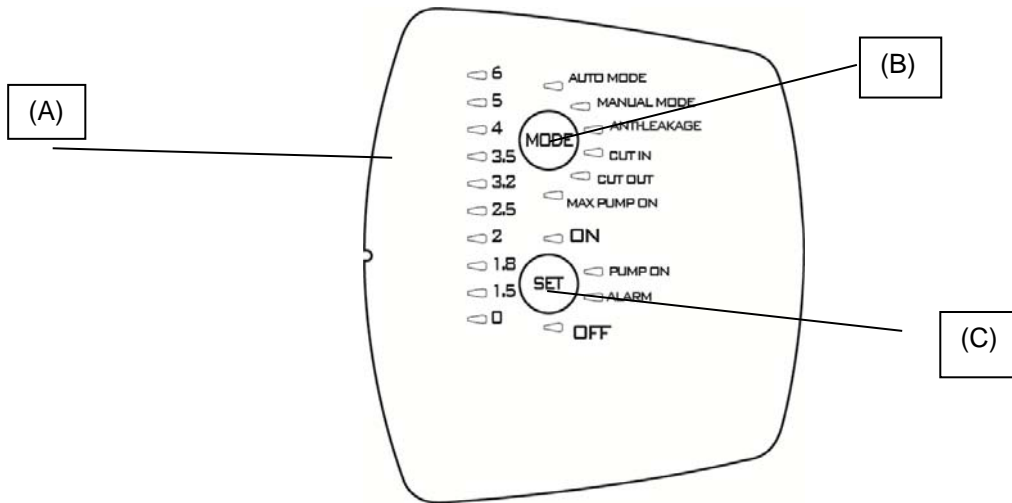 (A)
(B)
(C)
6
5
4
3.5
3.2
2.5
2
1.8
1.5
0
AUTO MODE
MANUAL MODE
ANTI-LEAKAGE
MODE
CUT IN
CUT OUT
MAX PUMP ON
ON
PUMP ON
SET
ALARM
OFF